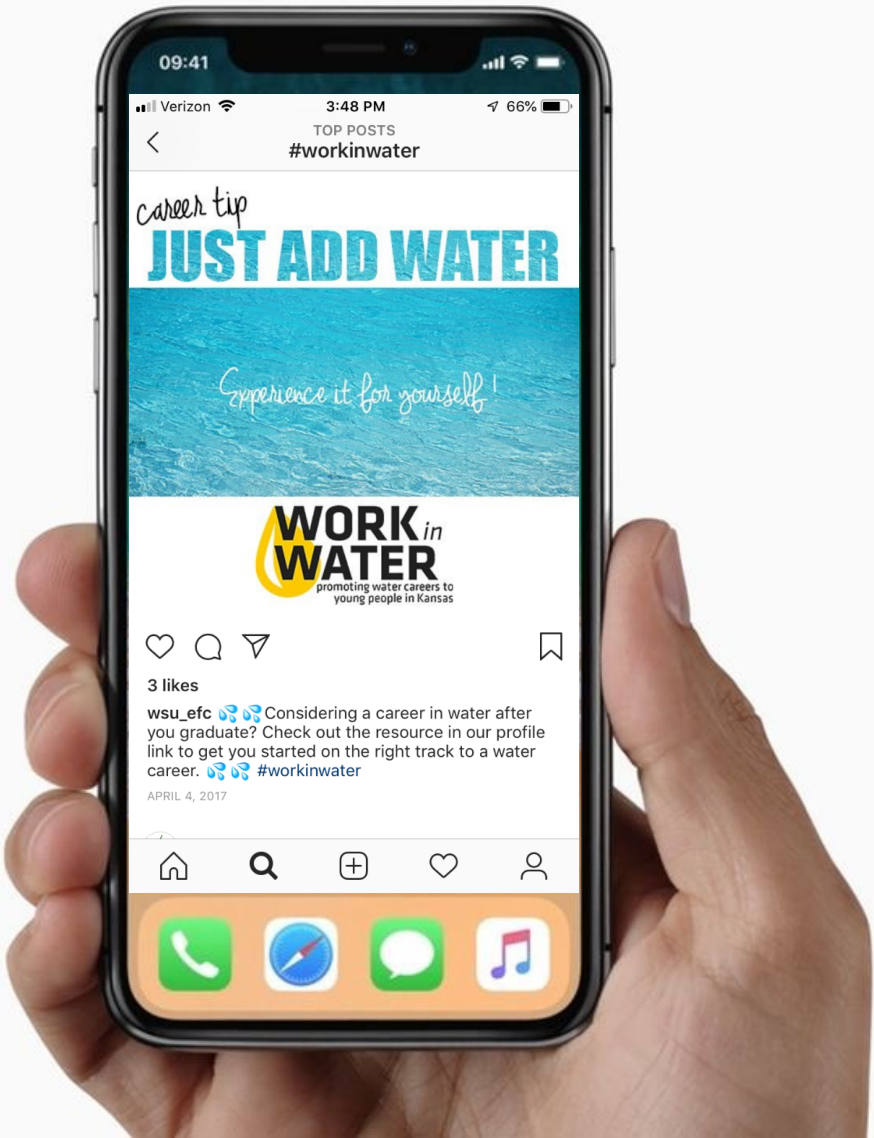 09:41
Verizon 3:48 PM 66%
TOP POSTS
#workinwater
career tip
JUST ADD WATER
Experience it for yourself!
WORK in
WATER
promoting water careers to
young people in Kansas
3 likes
wsu_efc 💦 💦Considering a career in water after
you graduate? Check out the resource in our profile
link to get you started on the right track to a water
career. 💦 💦 #workinwater
APRIL 4, 2017